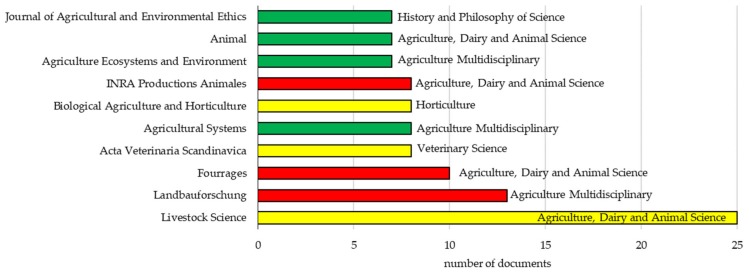 Journal of Agricultural and Environmental Ethics History and Philosophy of Science
Animal Agriculture, Dairy and Animal Science
Agriculture Ecosystems and Environment Agriculture Multidisciplinary
INRA Productions Animales Agriculture, Dairy and Animal Science
Biological Agriculture and Horticulture Horticulture
Agricultural Systems Agriculture Multidisciplinary
Acta Veterinaria Scandinavica Veterinary Science
Fourrages Agriculture, Dairy and Animal Science
Landbauforschung Agriculture Multidisciplinary
Livestock Science Agriculture, Dairy and Animal Science
0 5 10 15 20 25
number of documents